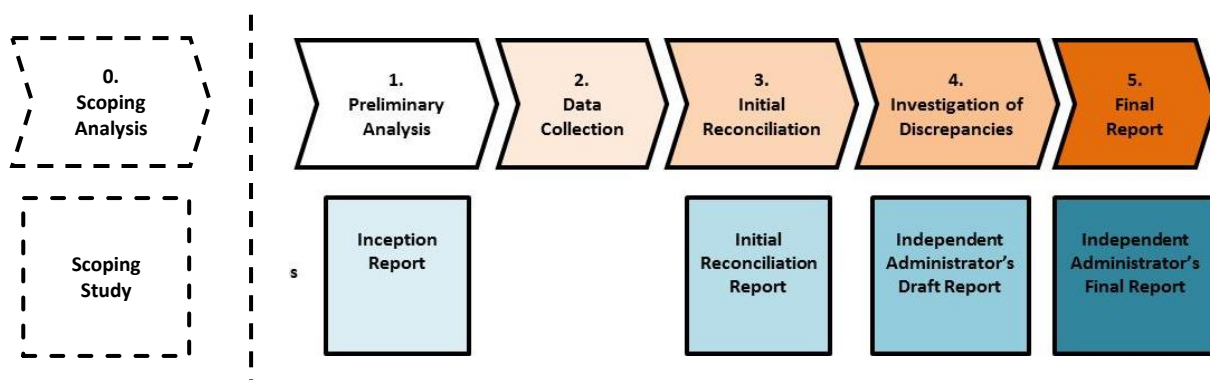 0.
Scoping
Analysis
1.
Preliminary
Analysis
2.
Data
Collection
3.
Initial
Reconciliation
4.
Investigation of
Discrepancies
5.
Final
Report
Scoping
Study
s
Inception
Report
Initial
Reconciliation
Report
Independent
Administrator’s
Draft Report
Independent
Administrator’s
Final Report